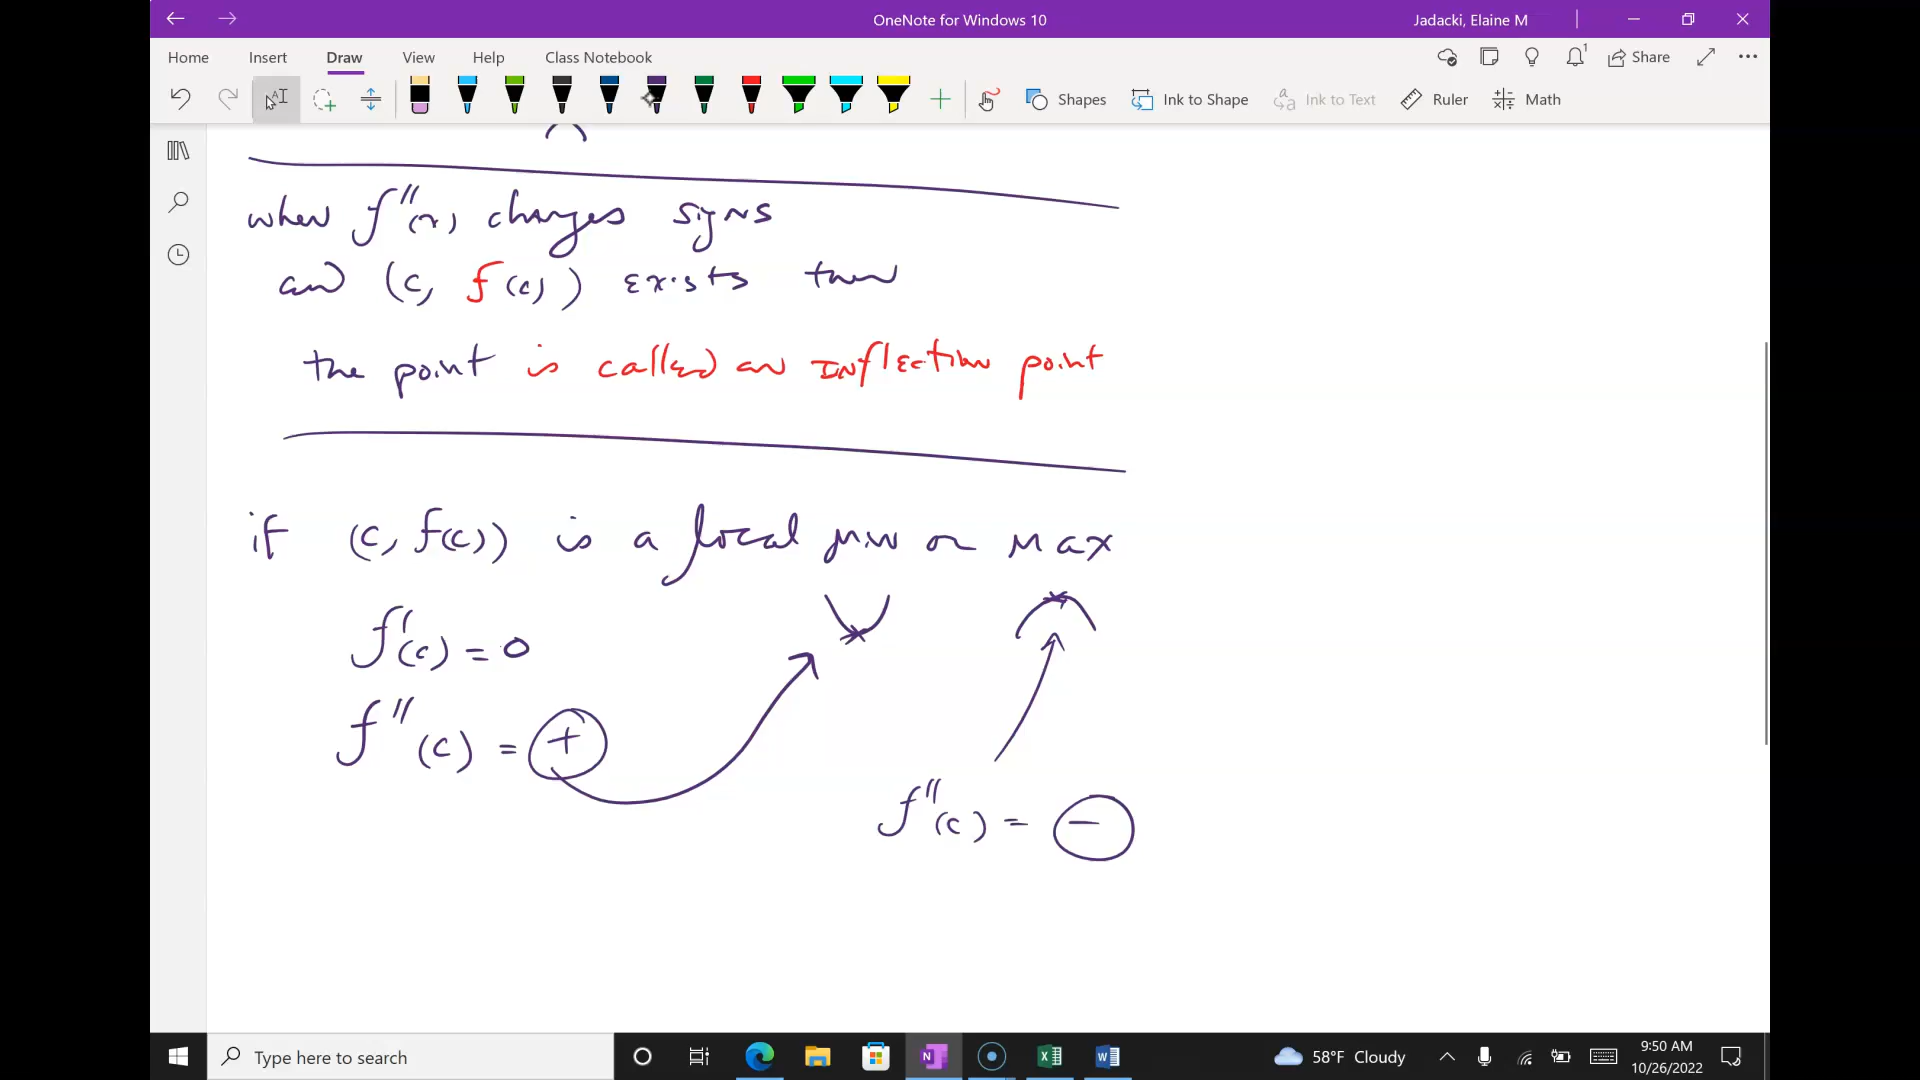 OneNote for Windows 10
Jadacki, Elaine M
Home Insert Draw View Help Class Notebook Share
Shapes Ink to Shape Ink to Text Ruler Math
when f''(x) changes signs
and (c, f(c)) exists then
the point is called an Inflection point
if (c, f(c)) is a local min or max
f'(c) = 0
f''(c) = +
f''(c) = −
Type here to search
58°F Cloudy
9:50 AM
10/26/2022